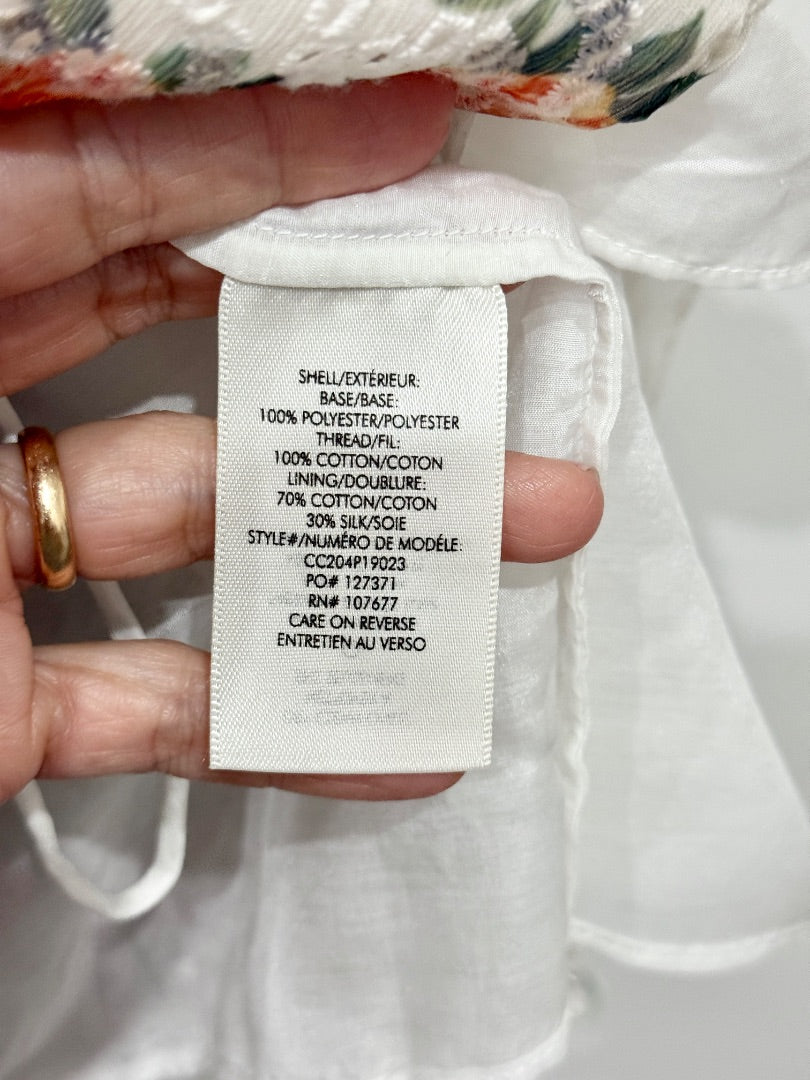 SHELL/EXTÉRIEUR:
BASE/BASE:
100% POLYESTER/POLYESTER
THREAD/FIL:
100% COTTON/COTON
LINING/DOUBLURE:
70% COTTON/COTON
30% SILK/SOIE
STYLE#/NUMÉRO DE MODÉLE:
CC204P19023
PO# 127371
RN# 107677
CARE ON REVERSE
ENTRETIEN AU VERSO